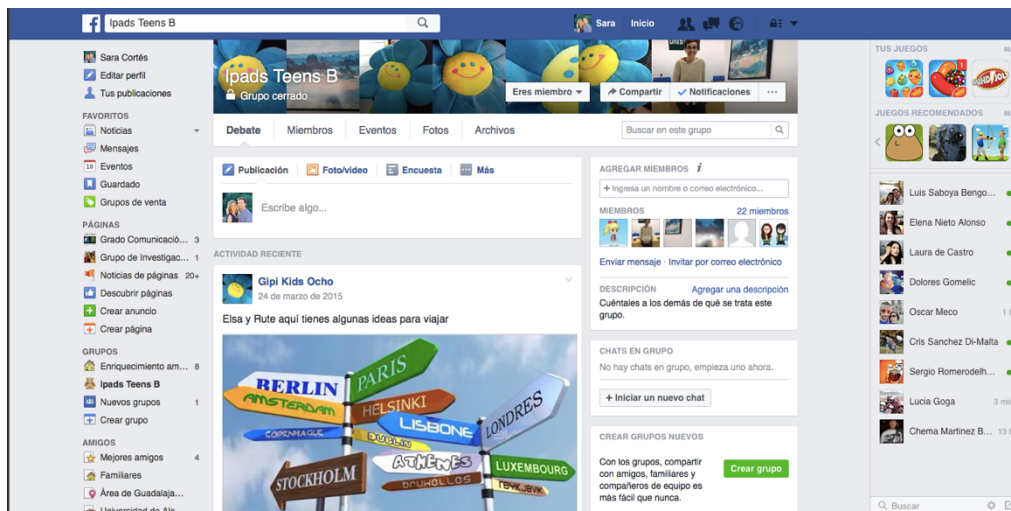 Ipads Teens B
Sara Inicio
Sara Cortés
Editar perfil
Tus publicaciones
FAVORITOS
Noticias
Mensajes
10 Eventos
Guardado
Grupos de venta
PÁGINAS
Grado Comunicació... 3
Grupo de Investigac... 1
Noticias de páginas 20+
Descubrir páginas
Crear anuncio
Crear página
GRUPOS
Enriquecimiento am... 8
Ipads Teens B
Nuevos grupos 1
Crear grupo
AMIGOS
Mejores amigos 4
Familiares
Área de Guadalaja...
Ipads Teens B
Grupo cerrado
Eres miembro
Compartir
Notificaciones
Debate Miembros Eventos Fotos Archivos
Buscar en este grupo
Publicación Foto/video Encuesta Más
Escribe algo...
ACTIVIDAD RECIENTE
Gipi Kids Ocho
24 de marzo de 2015
Elsa y Rute aquí tienes algunas ideas para viajar
PARIS
BERLIN
AMSTERDAM
HELSINKI
COPENHAGUE
LISBONE
LONDRES
DUBLIN
ATHÈNES
STOCKHOLM
LUXEMBOURG
BRUXELLES
REYKJAVIK
AGREGAR MIEMBROS i
+ Ingresa un nombre o correo electrónico...
MIEMBROS 22 miembros
Enviar mensaje · Invitar por correo electrónico
DESCRIPCIÓN Agregar una descripción
Cuéntales a los demás de qué se trata este
grupo.
CHATS EN GRUPO
No hay chats en grupo, empieza uno ahora.
+ Iniciar un nuevo chat
CREAR GRUPOS NUEVOS
Con los grupos, compartir
con amigos, familiares y
compañeros de equipo es
más fácil que nunca.
Crear grupo
TUS JUEGOS
1
JUEGOS RECOMENDADOS
Luis Saboya Bengo...
Elena Nieto Alonso
Laura de Castro
Dolores Gomelic
Oscar Meco
Cris Sanchez Di-Malta
Sergio Romerodelh...
Lucia Goga 3
Chema Martinez B... 13
Buscar